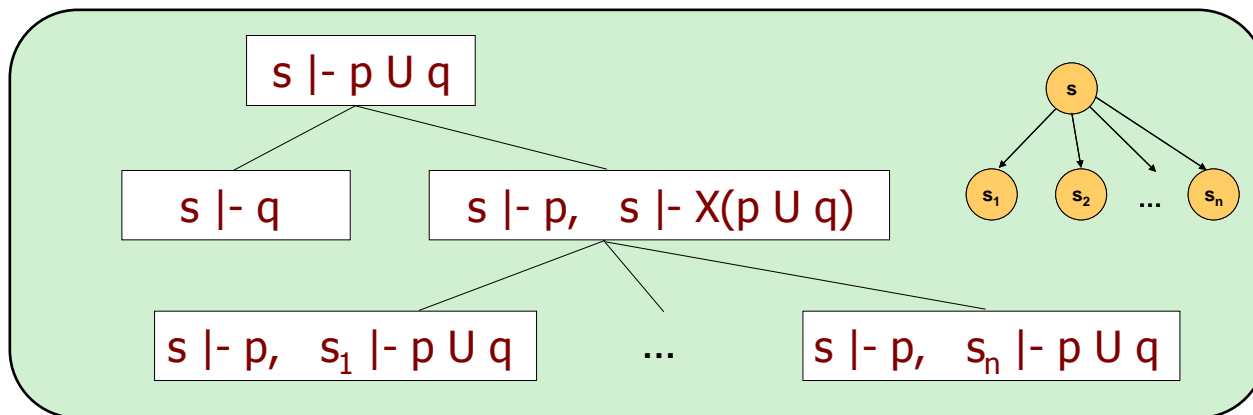 s |- p U q
s
s |- q
s |- p, s |- X(p U q)
s₁
s₂
...
sₙ
s |- p, s₁ |- p U q
...
s |- p, sₙ |- p U q